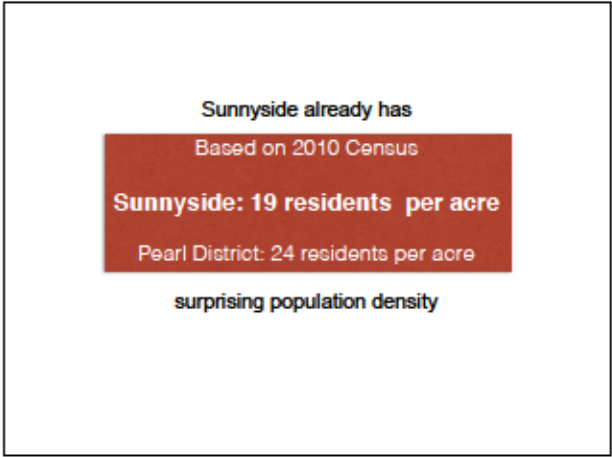 Sunnyside already has
Based on 2010 Census
Sunnyside: 19 residents per acre
Pearl District: 24 residents per acre
surprising population density